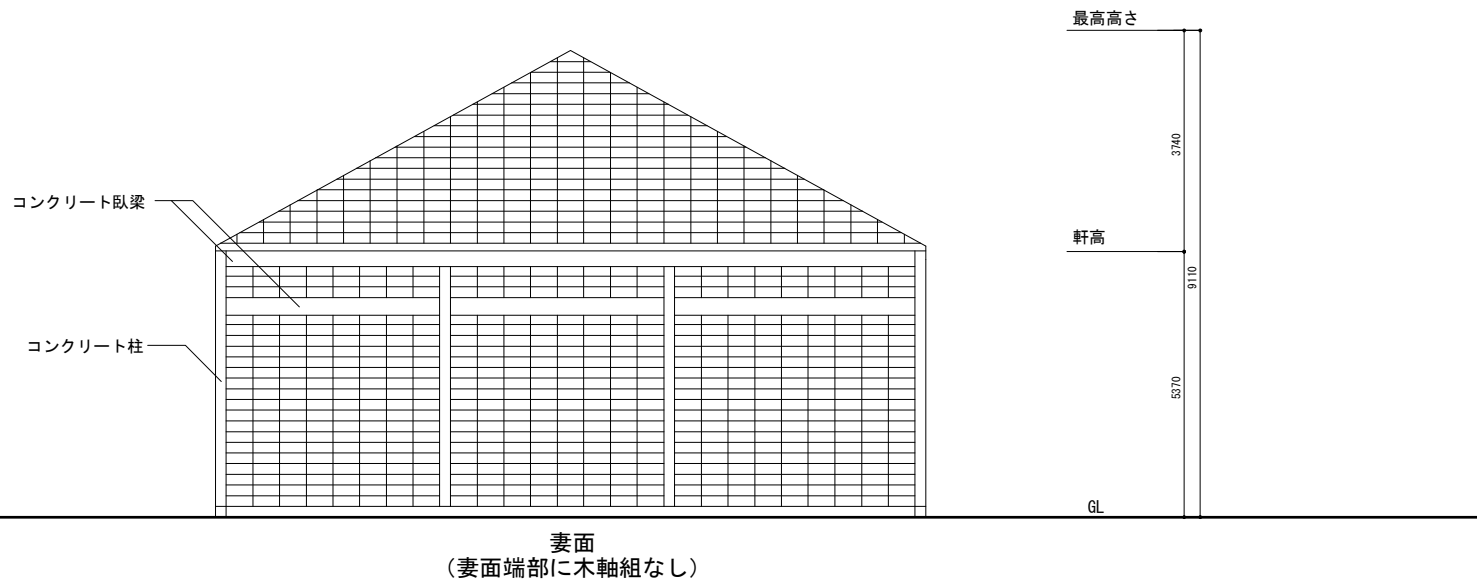 最高高さ
3740
コンクリート臥梁
軒高
9110
コンクリート柱
5370
GL
妻面
（妻面端部に木軸組なし）